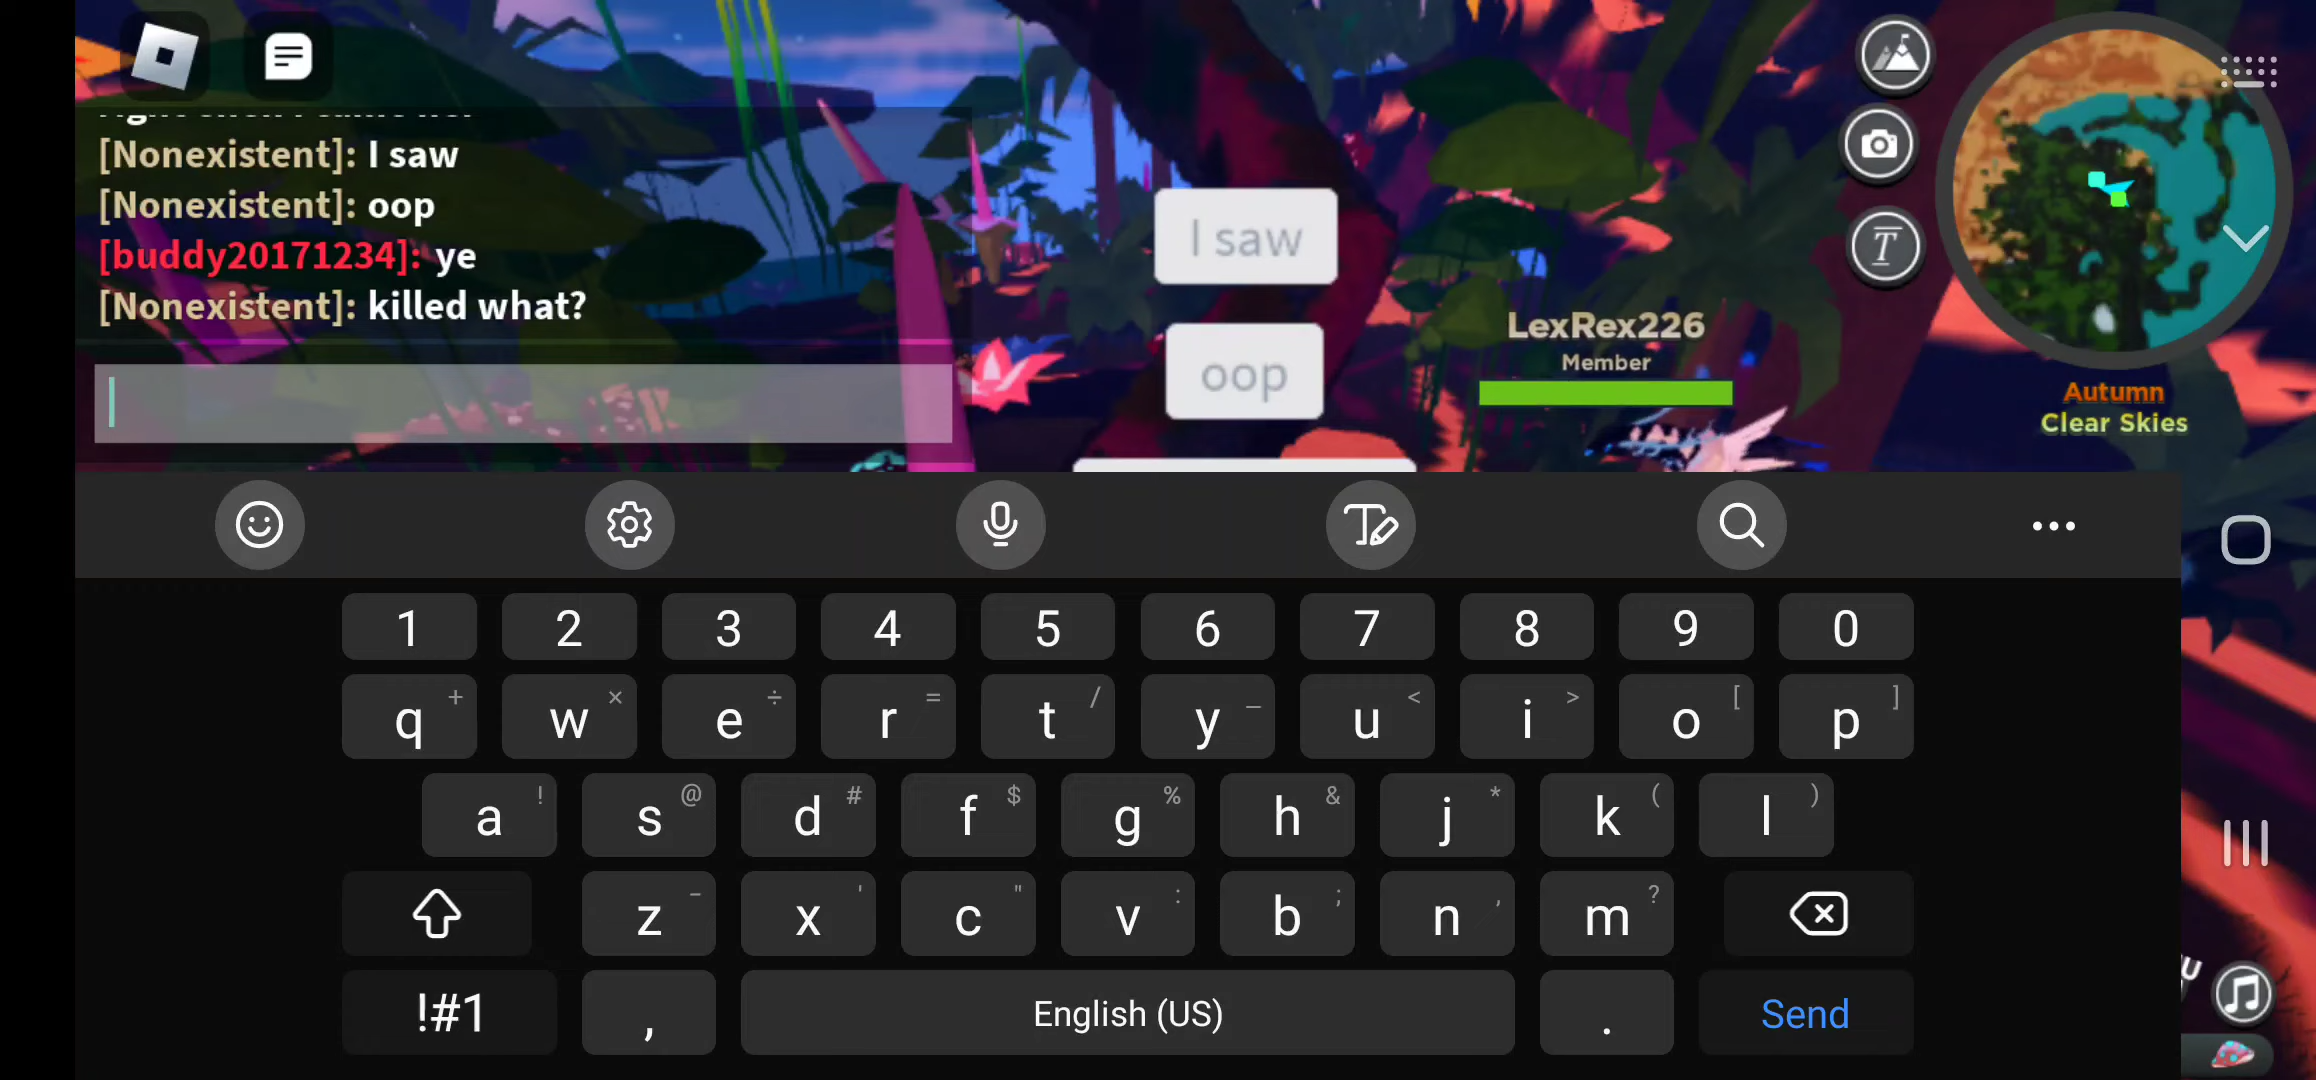 [Nonexistent]: I saw
[Nonexistent]: oop
[buddy20171234]: ye
[Nonexistent]: killed what?
I saw
oop
LexRex226
Member
Autumn
Clear Skies
1 2 3 4 5 6 7 8 9 0
q + w × e ÷ r = t / y _ u < i > o [ p ]
a ! s @ d # f $ g % h & j * k ( l )
z - x ' c " v : b ; n , m ?
!#1 , English (US) . Send